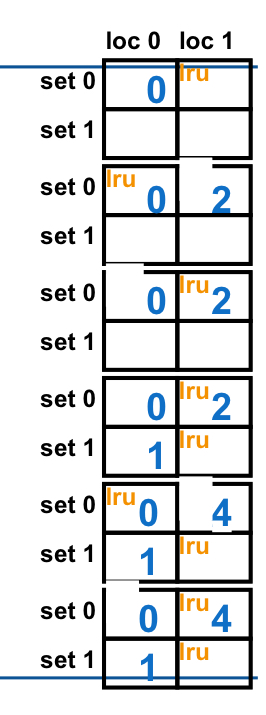 loc 0 loc 1
set 0 0 lru
set 1
set 0 lru 0 2
set 1
set 0 0 lru 2
set 1
set 0 0 lru 2
set 1 1 lru
set 0 lru 0 4
set 1 1 lru
set 0 0 lru 4
set 1 1 lru